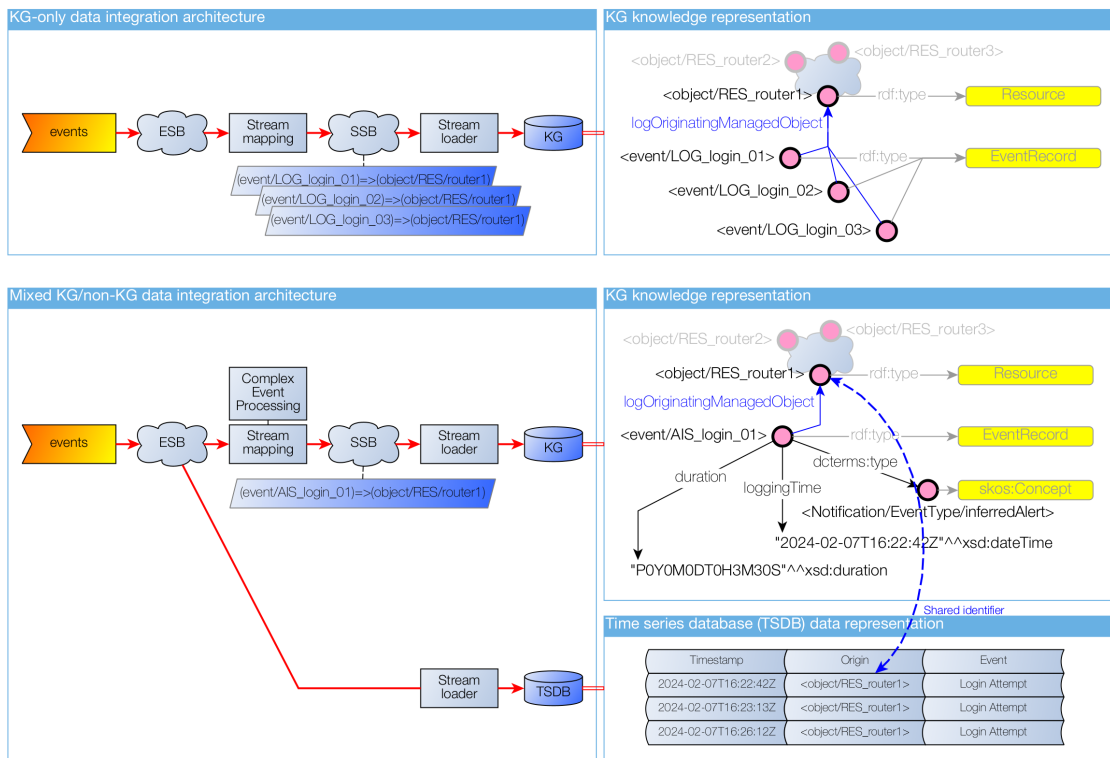 KG-only data integration architecture
events
ESB
Stream
mapping
SSB
Stream
loader
KG
(event/LOG_login_01)=>(object/RES/router1)
(event/LOG_login_02)=>(object/RES/router1)
(event/LOG_login_03)=>(object/RES/router1)
KG knowledge representation
<object/RES_router2>
<object/RES_router3>
<object/RES_router1>
rdf:type
Resource
logOriginatingManagedObject
<event/LOG_login_01>
rdf:type
EventRecord
<event/LOG_login_02>
<event/LOG_login_03>
Mixed KG/non-KG data integration architecture
Complex
Event
Processing
events
ESB
Stream
mapping
SSB
Stream
loader
KG
(event/AIS_login_01)=>(object/RES/router1)
Stream
loader
TSDB
KG knowledge representation
<object/RES_router2>
<object/RES_router3>
<object/RES_router1>
rdf:type
Resource
logOriginatingManagedObject
<event/AIS_login_01>
rdf:type
EventRecord
dcterms:type
duration
loggingTime
skos:Concept
<Notification/EventType/inferredAlert>
"2024-02-07T16:22:42Z"^^xsd:dateTime
"P0Y0M0DT0H3M30S"^^xsd:duration
Shared identifier
Time series database (TSDB) data representation
Timestamp Origin Event
2024-02-07T16:22:42Z <object/RES_router1> Login Attempt
2024-02-07T16:23:13Z <object/RES_router1> Login Attempt
2024-02-07T16:26:12Z <object/RES_router1> Login Attempt